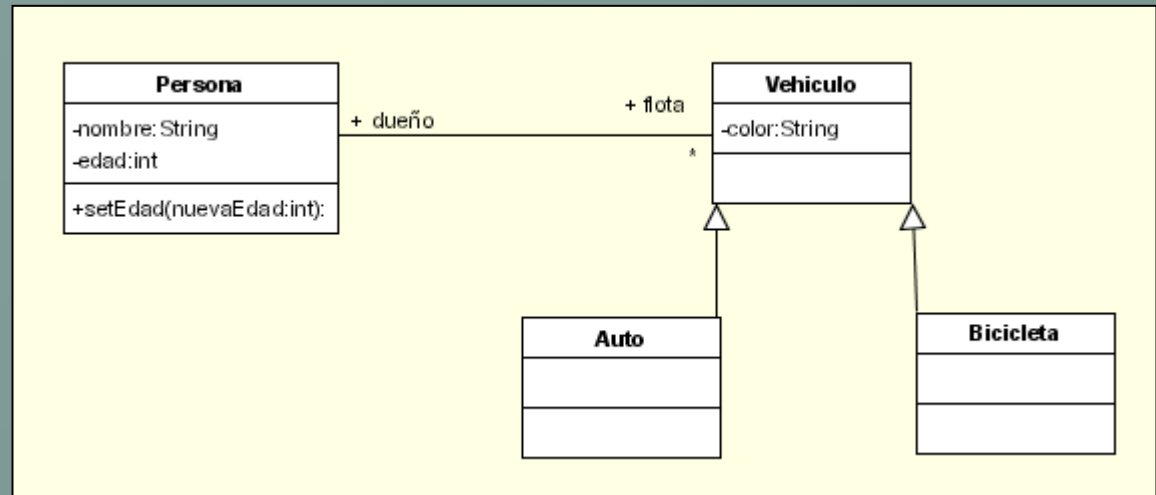 Persona
-nombre:String
-edad:int
+setEdad(nuevaEdad:int):
+ dueño
+ flota
*
Vehiculo
-color:String
Auto
Bicicleta